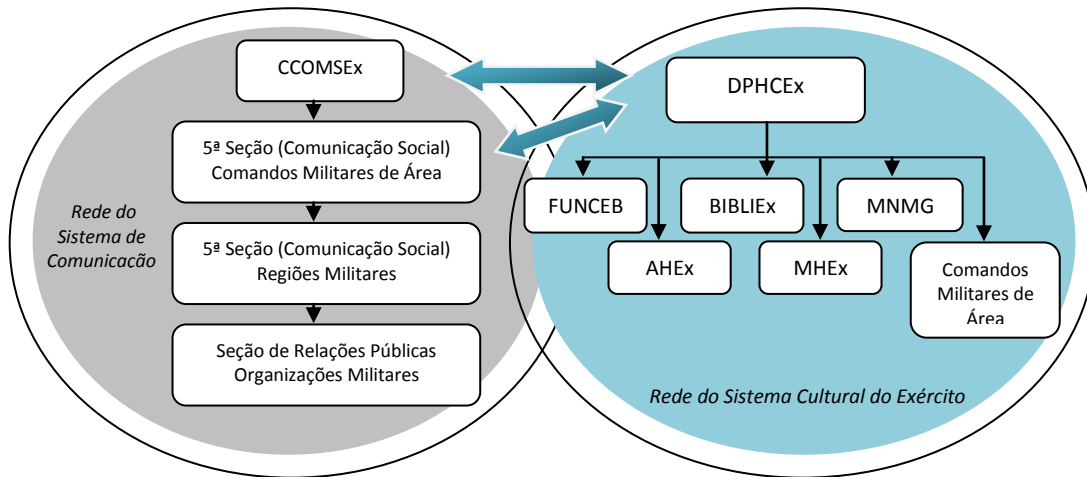 CCOMSEx
5ª Seção (Comunicação Social)
Comandos Militares de Área
5ª Seção (Comunicação Social)
Regiões Militares
Seção de Relações Públicas
Organizações Militares
Rede do
Sistema de
Comunicacão
DPHCEx
FUNCEB
BIBLIEx
MNMG
AHEx
MHEx
Comandos
Militares de
Área
Rede do Sistema Cultural do Exército